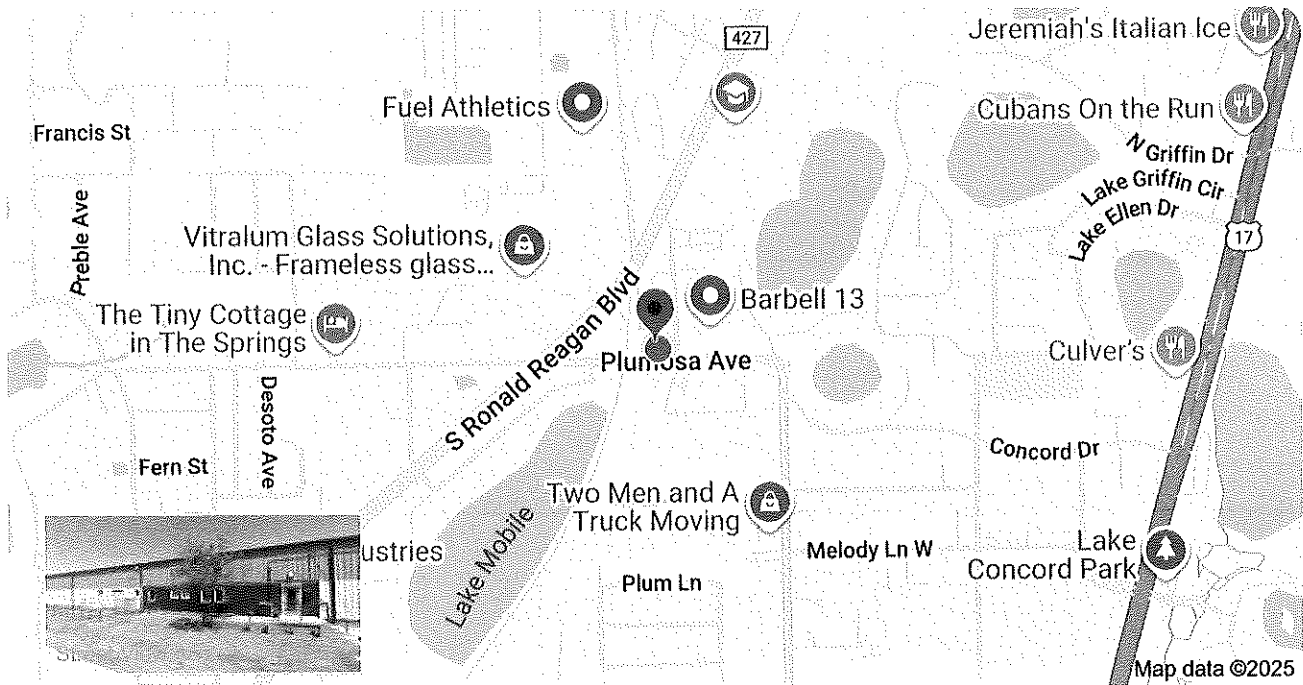 427
Jeremiah's Italian Ice
Fuel Athletics
Cubans On the Run
Francis St
N Griffin Dr
Lake Griffin Cir
Lake Ellen Dr
Preble Ave
17
Vitralum Glass Solutions,
Inc. - Frameless glass...
S Ronald Reagan Blvd
Barbell 13
The Tiny Cottage
in The Springs
Plumosa Ave
Culver's
Desoto Ave
Concord Dr
Fern St
Two Men and A
Truck Moving
Lake Mobile
ustries
Melody Ln W
Lake
Concord Park
Plum Ln
Map data ©2025